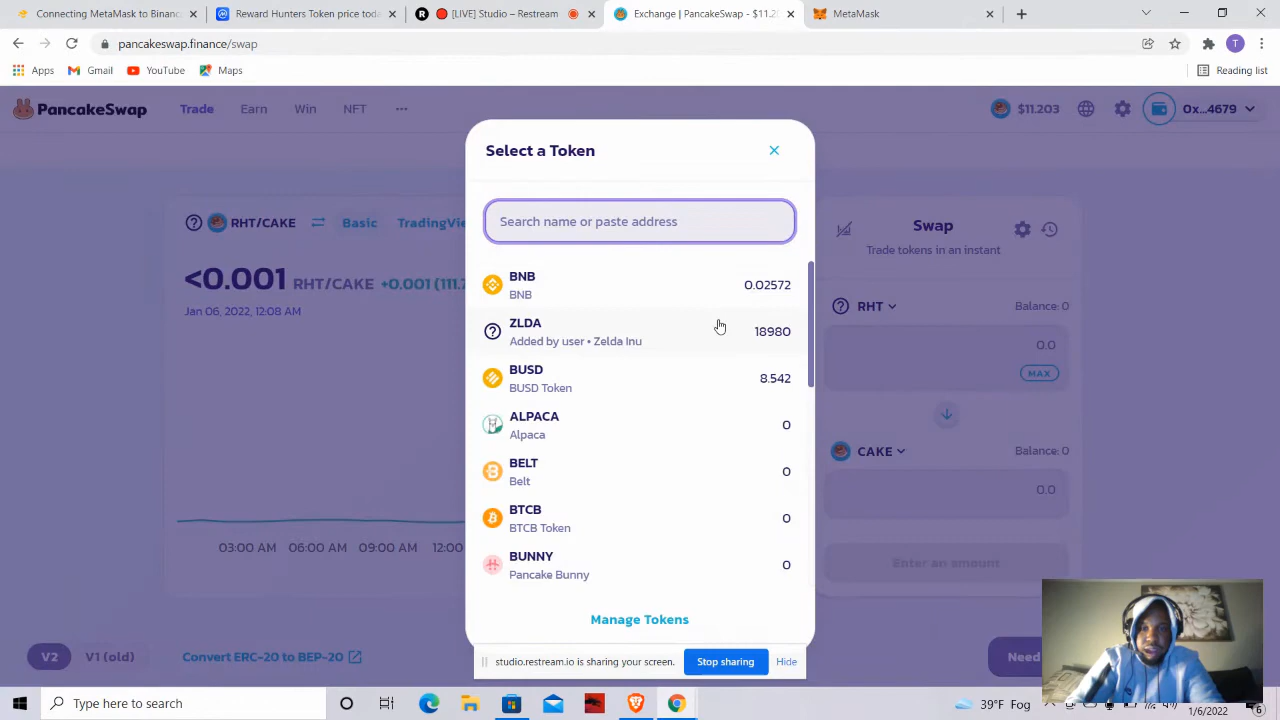 MetaMask to Binance
Reward Hunters Token price toda
[LIVE] Studio - Restream
Exchange | PancakeSwap - $11.20
MetaMask
pancakeswap.finance/swap
T
Apps
Gmail
YouTube
Maps
Reading list
PancakeSwap
Trade
Earn
Win
NFT
$11.203
0x...4679
RHT/CAKE
Basic
TradingVie
<0.001
RHT/CAKE
+0.001 (111.7
Jan 06, 2022, 12:08 AM
03:00 AM
06:00 AM
09:00 AM
12:00
Select a Token
Search name or paste address
BNB
BNB
0.02572
ZLDA
Added by user • Zelda Inu
18980
BUSD
BUSD Token
8.542
ALPACA
Alpaca
0
BELT
Belt
0
BTCB
BTCB Token
0
BUNNY
Pancake Bunny
0
Manage Tokens
Swap
Trade tokens in an instant
RHT
Balance: 0
0.0
MAX
CAKE
Balance: 0
0.0
Enter an amount
V2
V1 (old)
Convert ERC-20 to BEP-20
Need
studio.restream.io is sharing your screen.
Stop sharing
Hide
Type here to search
39°F Fog
1/6/2022